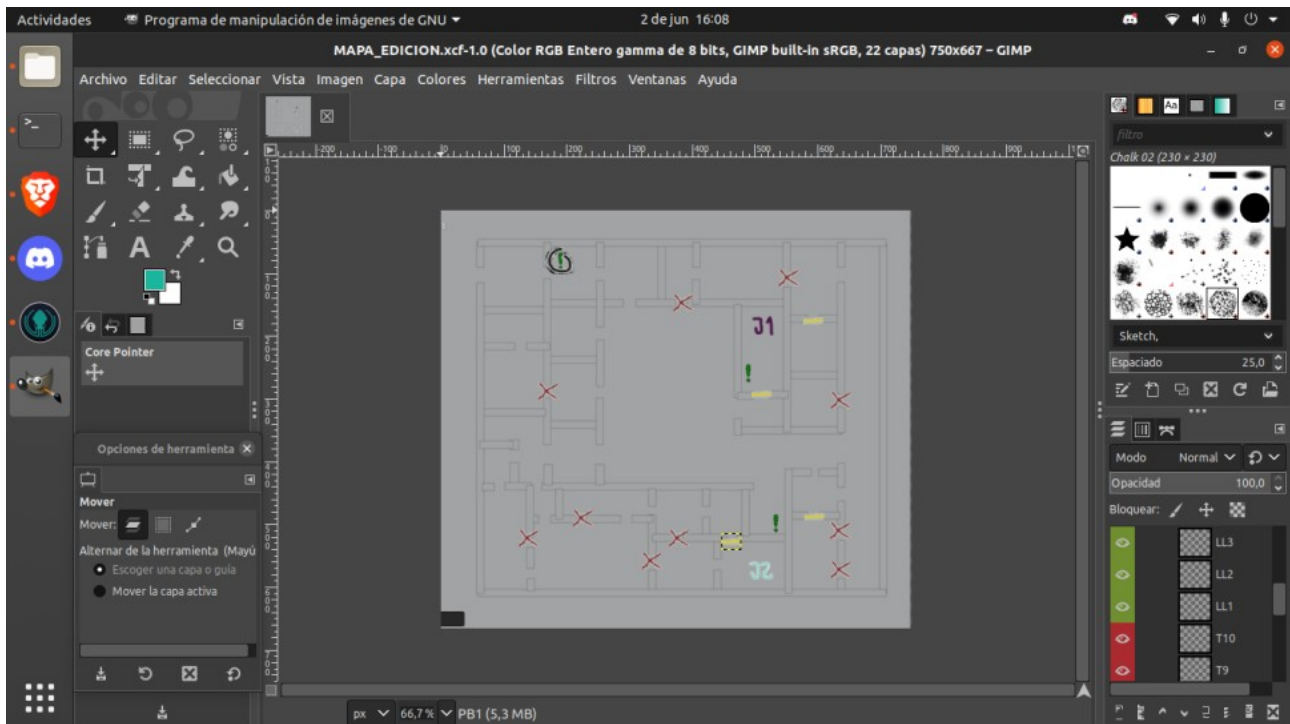 Actividades Programa de manipulación de imágenes de GNU 2 de jun 16:08
MAPA_EDICION.xcf-1.0 (Color RGB Entero gamma de 8 bits, GIMP built-in sRGB, 22 capas) 750x667 – GIMP
Archivo Editar Seleccionar Vista Imagen Capa Colores Herramientas Filtros Ventanas Ayuda
filtro
Chalk 02 (230 × 230)
Sketch,
Espaciado 25,0
Core Pointer
Opciones de herramienta
Mover
Mover:
Alternar de la herramienta (Mayú
Escoger una capa o guía
Mover la capa activa
J1
!
!
J2
Modo Normal
Opacidad 100,0
Bloquear:
LL3
LL2
LL1
T10
T9
px 66,7 % PB1 (5,3 MB)